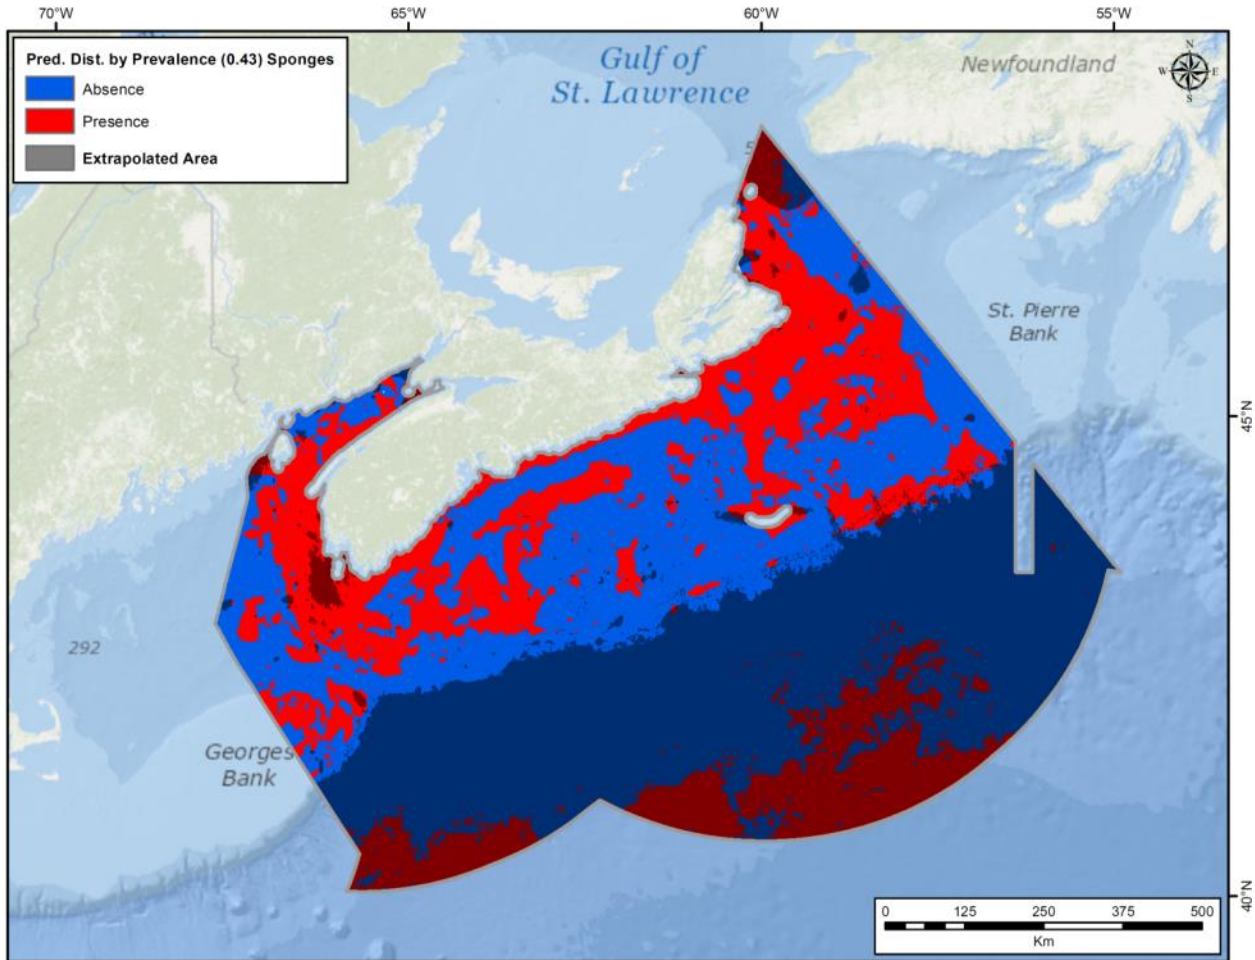 70°W 65°W 60°W 55°W
Pred. Dist. by Prevalence (0.43) Sponges
Absence
Presence
Extrapolated Area
Gulf of
St. Lawrence
Newfoundland
N
W E
S
5
St. Pierre
Bank
45°N
292
Georges
Bank
40°N
0 125 250 375 500
Km